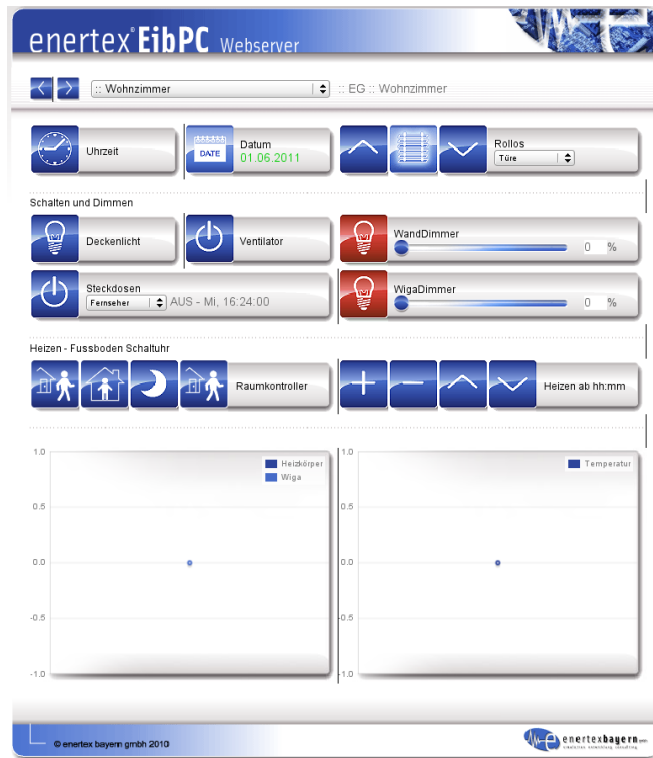 enertex® EibPC Webserver
:: Wohnzimmer
:: EG :: Wohnzimmer
Uhrzeit
DATE
Datum
01.06.2011
Rollos
Türe
Schalten und Dimmen
Deckenlicht
Ventilator
WandDimmer
0 %
Steckdosen
Fernseher
AUS - Mi, 16:24:00
WigaDimmer
0 %
Heizen - Fussboden Schaltuhr
Raumkontroller
Heizen ab hh:mm
1.0
Heizkörper
Wiga
0.5
0.0
-0.5
-1.0
1.0
Temperatur
0.5
0.0
-0.5
-1.0
© enertex bayern gmbh 2010
enertexbayern